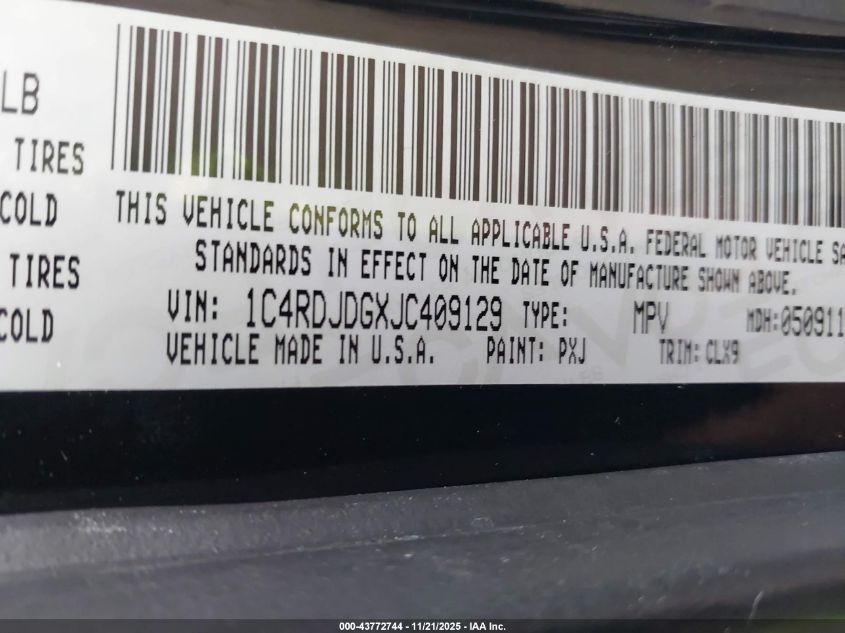 LB
TIRES
COLD
TIRES
COLD
THIS VEHICLE CONFORMS TO ALL APPLICABLE U.S.A. FEDERAL MOTOR VEHICLE SA
STANDARDS IN EFFECT ON THE DATE OF MANUFACTURE SHOWN ABOVE.
VIN: 1C4RDJDGXJC409129 TYPE: MPV MDH:050911
VEHICLE MADE IN U.S.A. PAINT: PXJ TRIM: CLX9
000-43772744 - 11/21/2025 - IAA Inc.